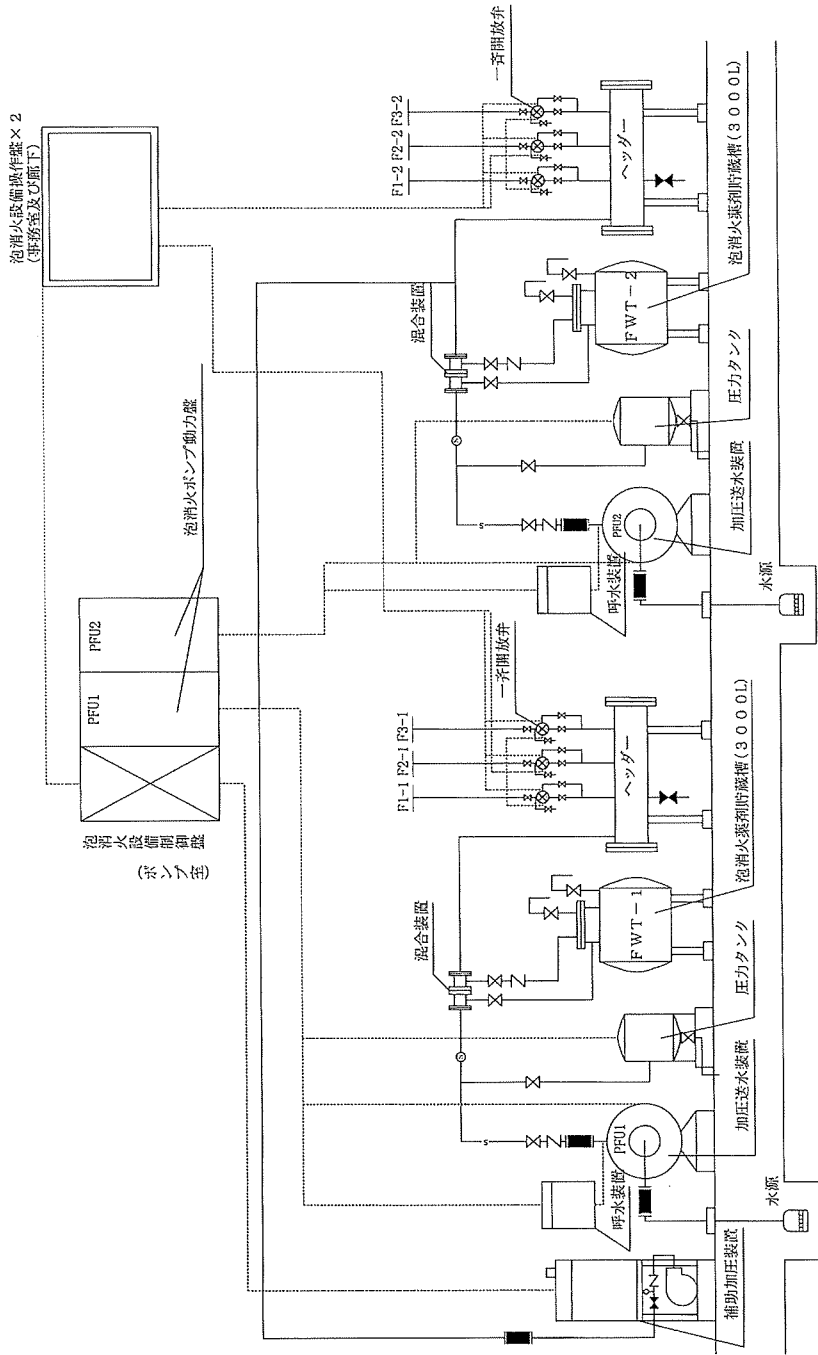 泡消火設備操作盤×2
(事務室及び廊下)
泡消火設備制御盤
(ポンプ室)
PFU1
PFU2
泡消火ポンプ動力盤
補助加圧装置
呼水装置
水源
PFU1
加圧送水装置
圧力タンク
混合装置
FWT-1
泡消火薬剤貯蔵槽(3000L)
F1-1 F2-1 F3-1
一斉開放弁
ヘッダー
呼水装置
水源
PFU2
加圧送水装置
圧力タンク
混合装置
FWT-2
泡消火薬剤貯蔵槽(3000L)
F1-2 F2-2 F3-2
一斉開放弁
ヘッダー
S
S